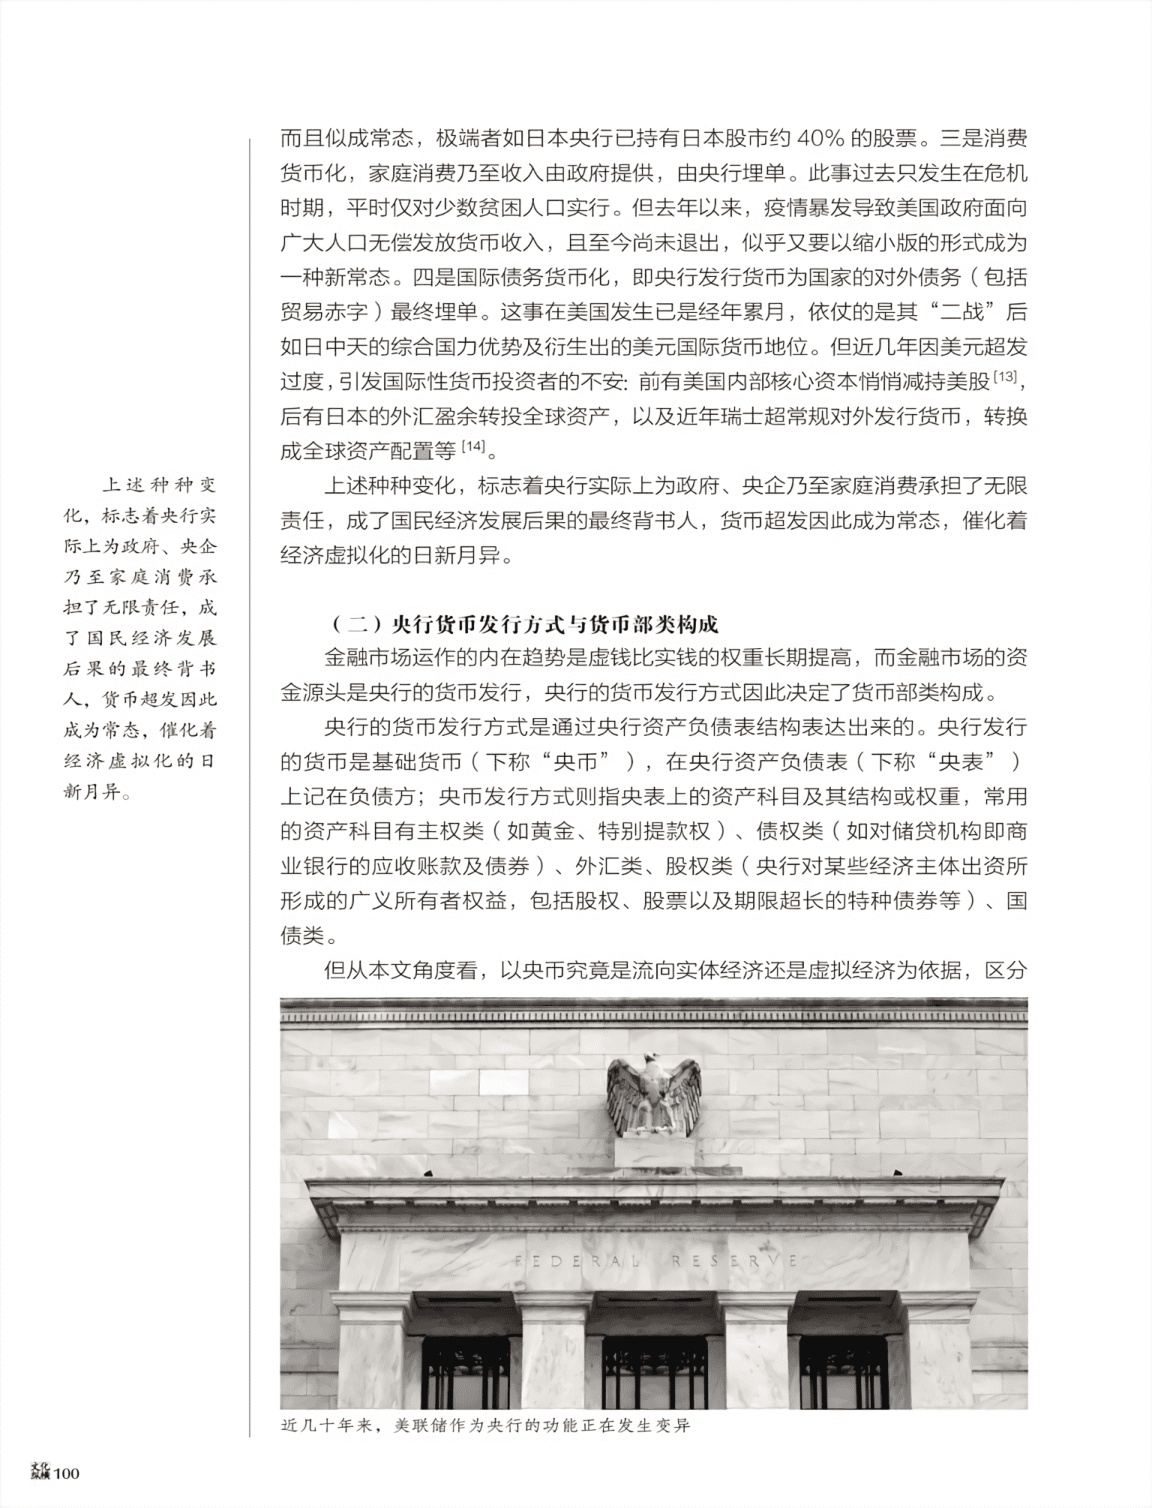 而且似成常态，极端者如日本央行已持有日本股市约 40% 的股票。三是消费
货币化，家庭消费乃至收入由政府提供，由央行埋单。此事过去只发生在危机
时期，平时仅对少数贫困人口实行。但去年以来，疫情暴发导致美国政府面向
广大人口无偿发放货币收入，且至今尚未退出，似乎又要以缩小版的形式成为
一种新常态。四是国际债务货币化，即央行发行货币为国家的对外债务（包括
贸易赤字）最终埋单。这事在美国发生已是经年累月，依仗的是其“二战”后
如日中天的综合国力优势及衍生出的美元国际货币地位。但近几年因美元超发
过度，引发国际性货币投资者的不安：前有美国内部核心资本悄悄减持美股[13]，
后有日本的外汇盈余转投全球资产，以及近年瑞士超常规对外发行货币，转换
成全球资产配置等[14]。
上述种种变化，标志着央行实际上为政府、央企乃至家庭消费承担了无限
责任，成了国民经济发展后果的最终背书人，货币超发因此成为常态，催化着
经济虚拟化的日新月异。
上述种种变
化，标志着央行实
际上为政府、央企
乃至家庭消费承
担了无限责任，成
了国民经济发展
后果的最终背书
人，货币超发因此
成为常态，催化着
经济虚拟化的日
新月异。
（二）央行货币发行方式与货币部类构成
金融市场运作的内在趋势是虚钱比实钱的权重长期提高，而金融市场的资
金源头是央行的货币发行，央行的货币发行方式因此决定了货币部类构成。
央行的货币发行方式是通过央行资产负债表结构表达出来的。央行发行
的货币是基础货币（下称“央币”），在央行资产负债表（下称“央表”）
上记在负债方；央币发行方式则指央表上的资产科目及其结构或权重，常用
的资产科目有主权类（如黄金、特别提款权）、债权类（如对储贷机构即商
业银行的应收账款及债券）、外汇类、股权类（央行对某些经济主体出资所
形成的广义所有者权益，包括股权、股票以及期限超长的特种债券等）、国
债类。
但从本文角度看，以央币究竟是流向实体经济还是虚拟经济为依据，区分
FEDERAL RESERVE
近几十年来，美联储作为央行的功能正在发生变异
文化
纵横 100